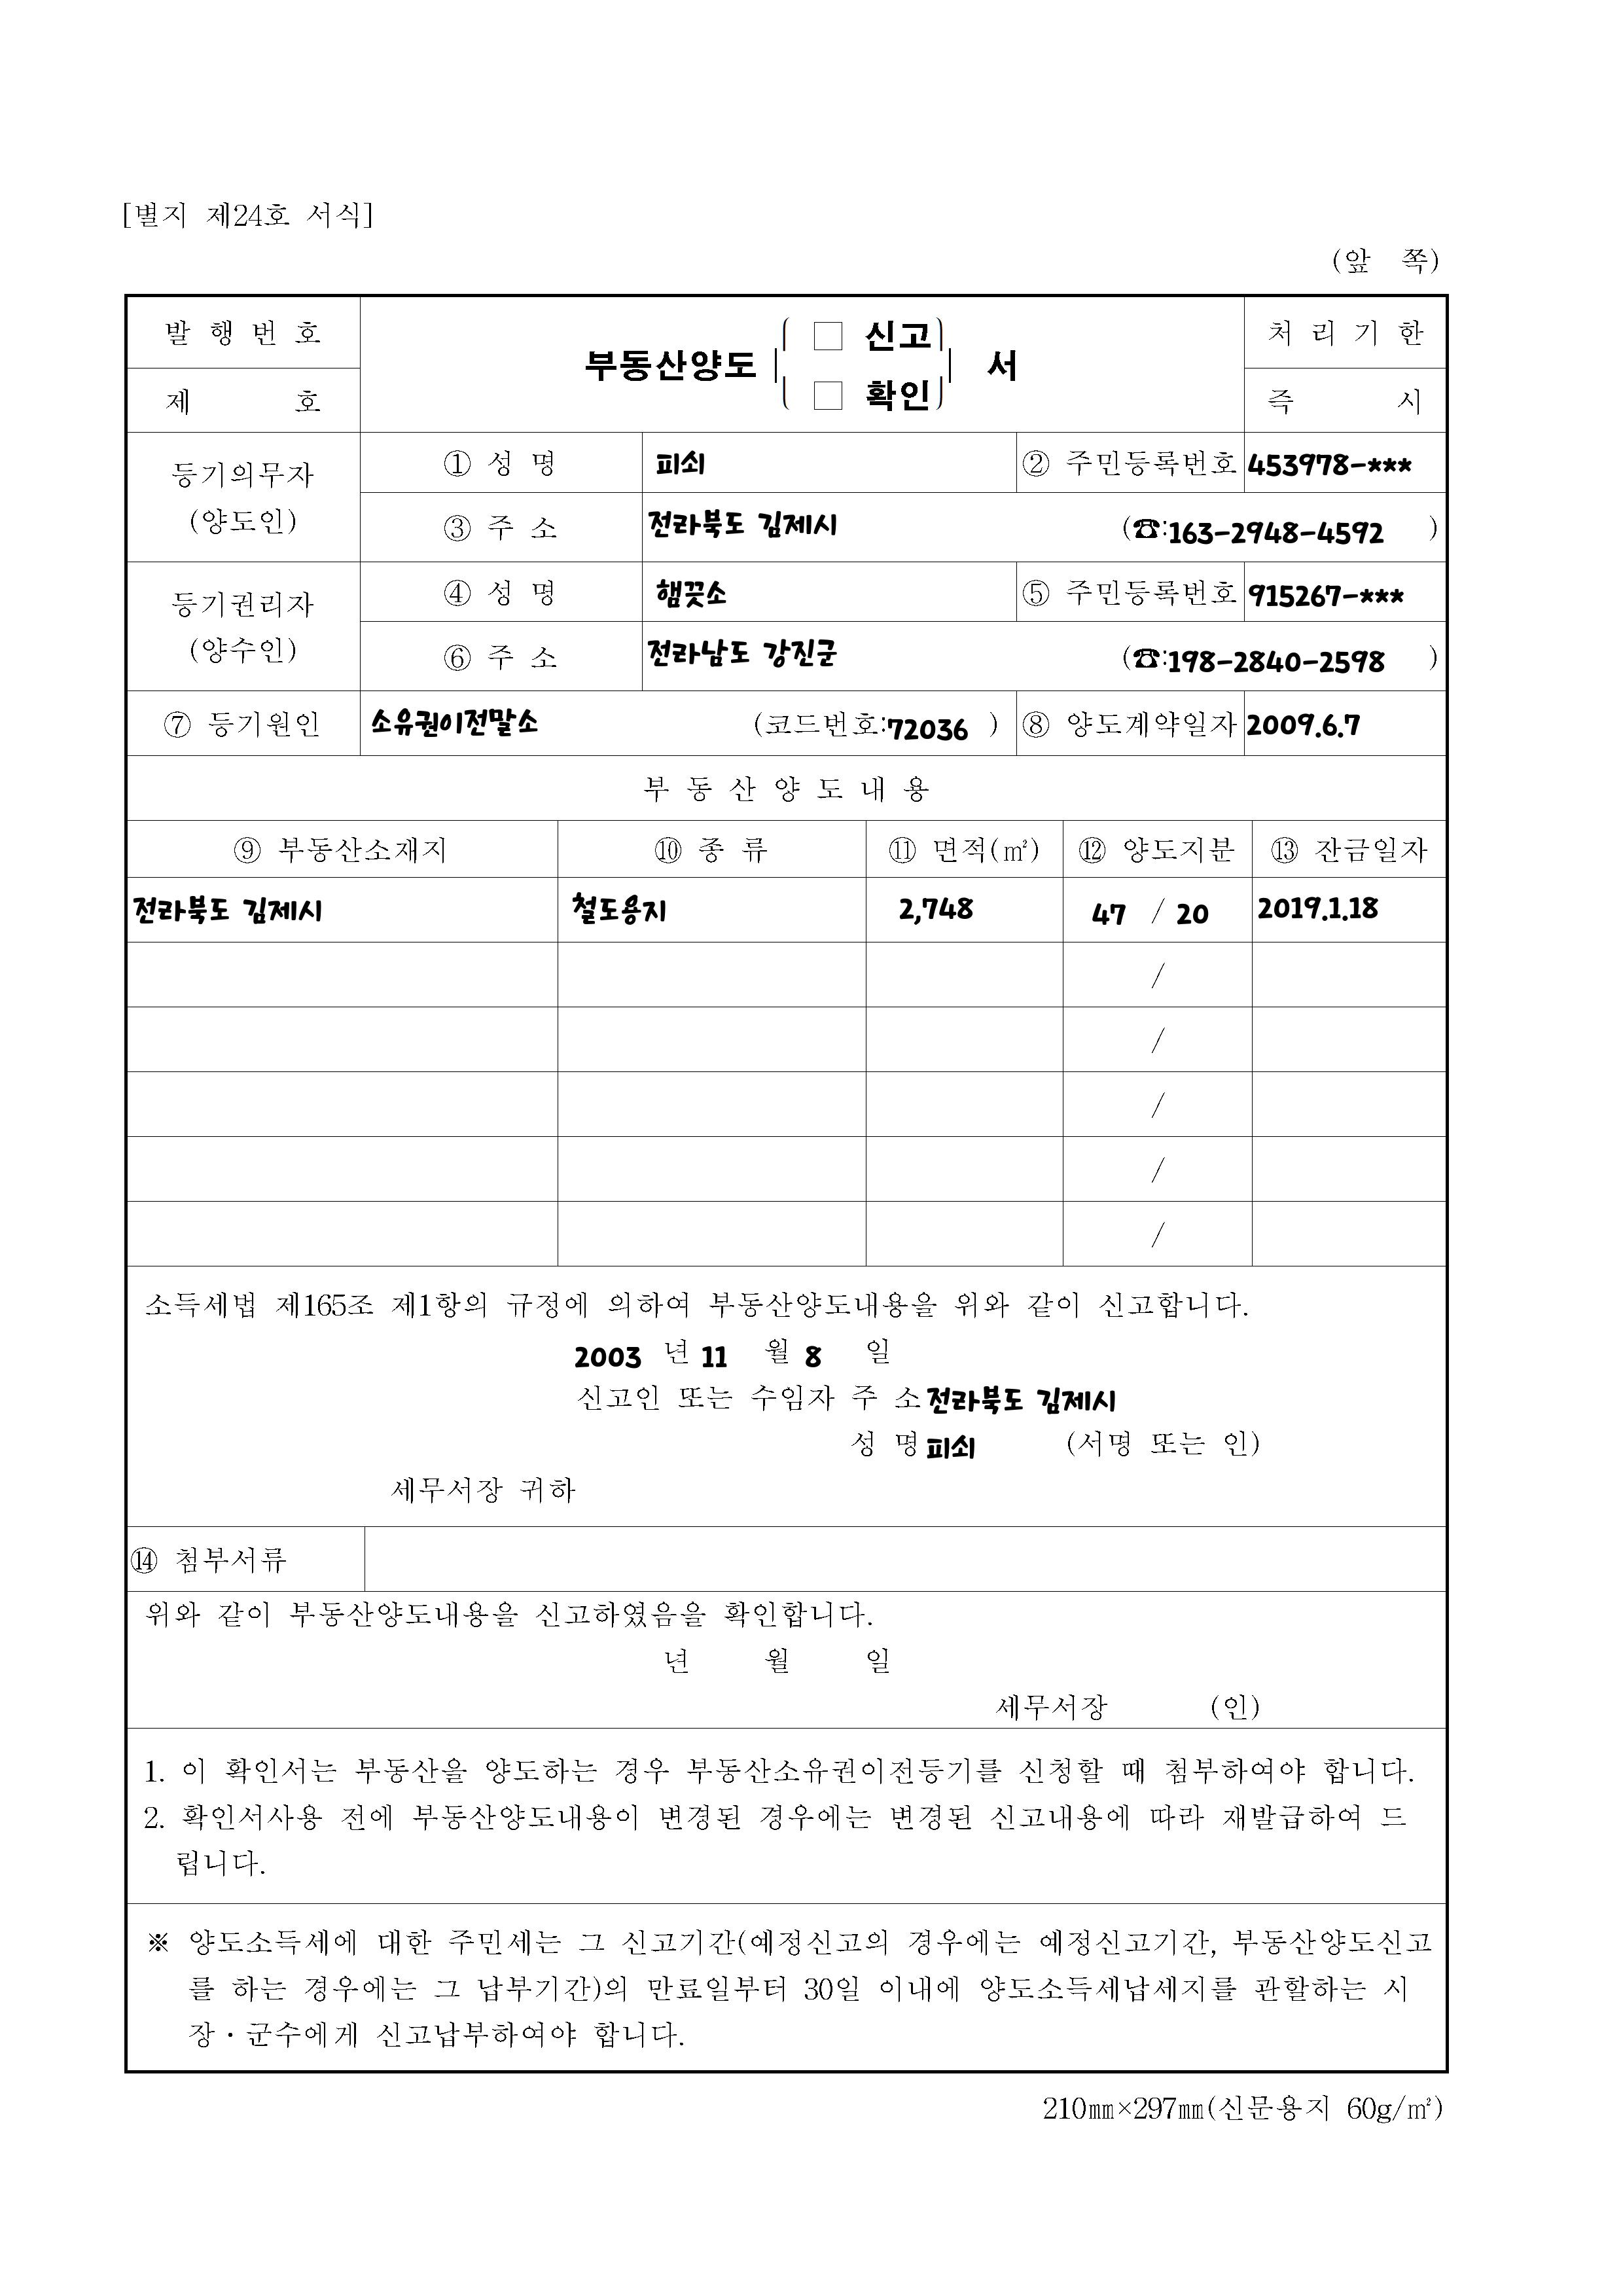 [별지 제24호 서식]
(앞 쪽)
발 행 번 호
제 호
부동산양도 □ 신고 □ 확인 서
처 리 기 한
즉 시
등기의무자 (양도인)
① 성 명 피쇠 ② 주민등록번호 453978-***
③ 주 소 전라북도 김제시 (☎:163-2948-4592 )
등기권리자 (양수인)
④ 성 명 햄끗소 ⑤ 주민등록번호 915267-***
⑥ 주 소 전라남도 강진군 (☎:198-2840-2598 )
⑦ 등기원인 소유권이전말소 (코드번호:72036 ) ⑧ 양도계약일자 2009.6.7
부 동 산 양 도 내 용
⑨ 부동산소재지 ⑩ 종 류 ⑪ 면적(㎡) ⑫ 양도지분 ⑬ 잔금일자
전라북도 김제시 철도용지 2,748 47 / 20 2019.1.18
/
/
/
/
/
소득세법 제165조 제1항의 규정에 의하여 부동산양도내용을 위와 같이 신고합니다.
2003 년 11 월 8 일
신고인 또는 수임자 주 소 전라북도 김제시
성 명 피쇠 (서명 또는 인)
세무서장 귀하
⑭ 첨부서류
위와 같이 부동산양도내용을 신고하였음을 확인합니다.
년 월 일
세무서장 (인)
1. 이 확인서는 부동산을 양도하는 경우 부동산소유권이전등기를 신청할 때 첨부하여야 합니다.
2. 확인서사용 전에 부동산양도내용이 변경된 경우에는 변경된 신고내용에 따라 재발급하여 드
립니다.
※ 양도소득세에 대한 주민세는 그 신고기간(예정신고의 경우에는 예정신고기간, 부동산양도신고
를 하는 경우에는 그 납부기간)의 만료일부터 30일 이내에 양도소득세납세지를 관할하는 시
장·군수에게 신고납부하여야 합니다.
210㎜×297㎜(신문용지 60g/㎡)